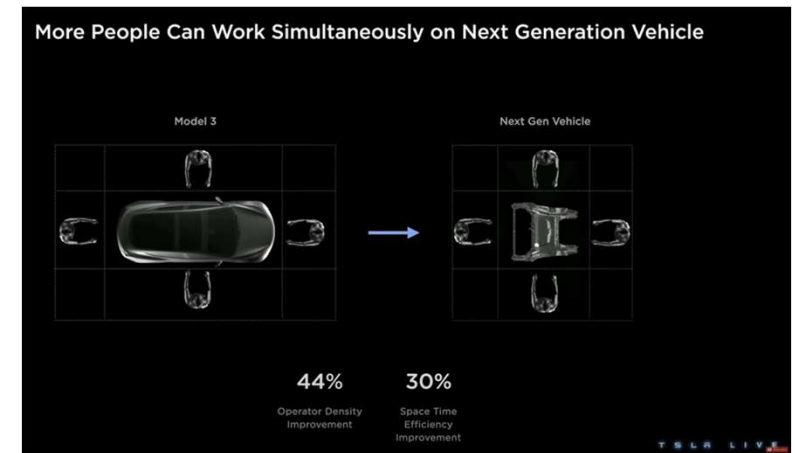 More People Can Work Simultaneously on Next Generation Vehicle
Model 3
Next Gen Vehicle
44%
Operator Density
Improvement
30%
Space Time
Efficiency
Improvement
TSLA LIVE